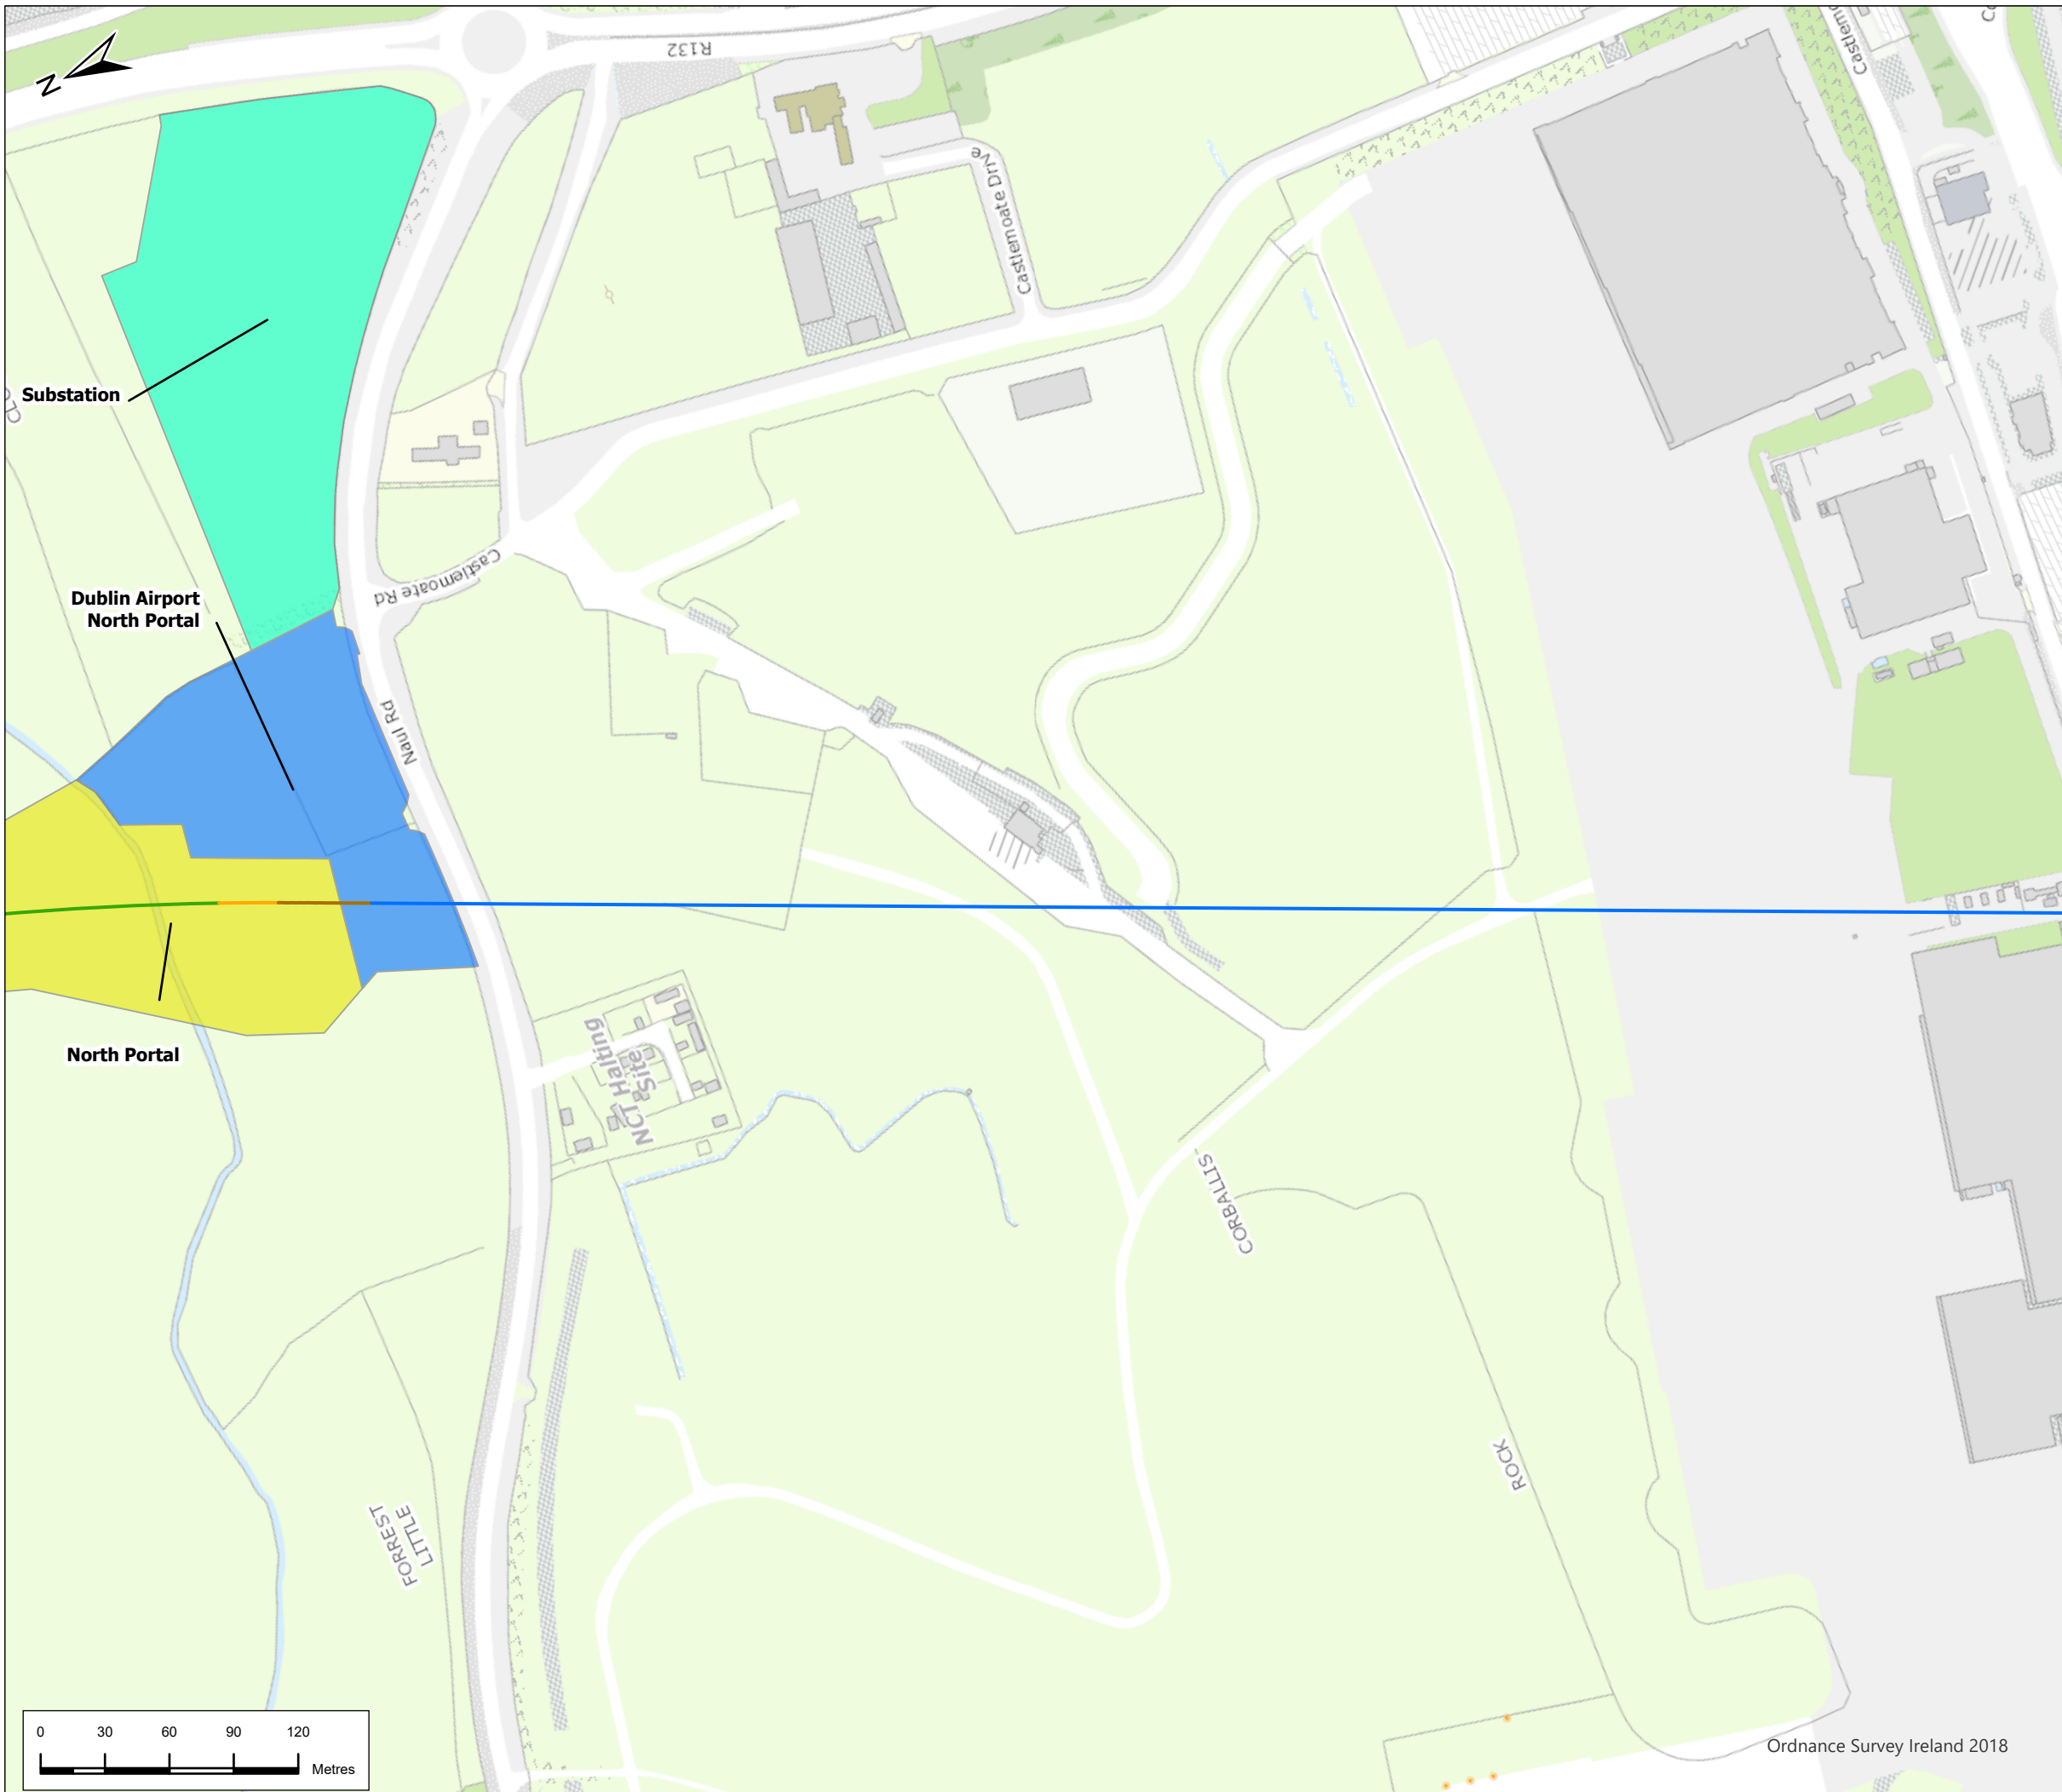 R132
N
Castlemoate Drive
Substation
Dublin Airport
North Portal
Castlemoate Rd
Naul Rd
North Portal
NCT Halting
Site
CORBALLIS
ROCK
FORREST
LITTLE
0 30 60 90 120
Metres
Ordnance Survey Ireland 2018